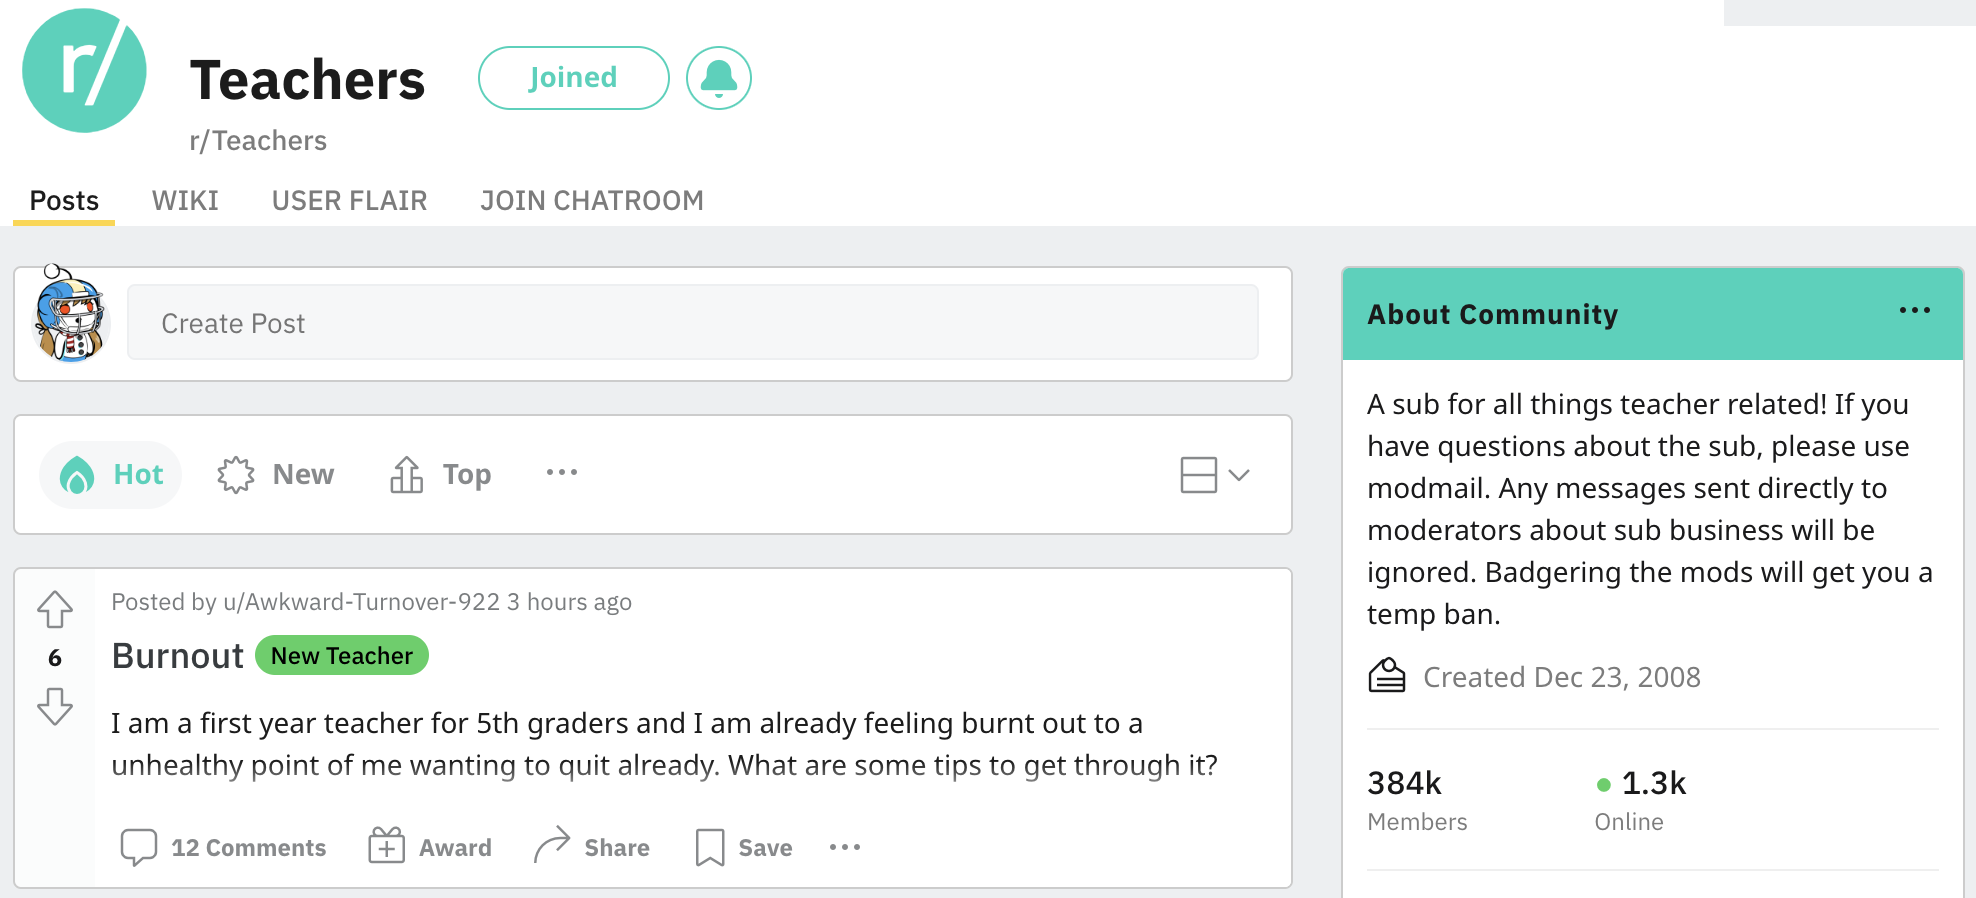 r/
Teachers
Joined
r/Teachers
Posts WIKI USER FLAIR JOIN CHATROOM
Create Post
Hot New Top
Posted by u/Awkward-Turnover-922 3 hours ago
6
Burnout New Teacher
I am a first year teacher for 5th graders and I am already feeling burnt out to a
unhealthy point of me wanting to quit already. What are some tips to get through it?
12 Comments Award Share Save
About Community
A sub for all things teacher related! If you
have questions about the sub, please use
modmail. Any messages sent directly to
moderators about sub business will be
ignored. Badgering the mods will get you a
temp ban.
Created Dec 23, 2008
384k 1.3k
Members Online